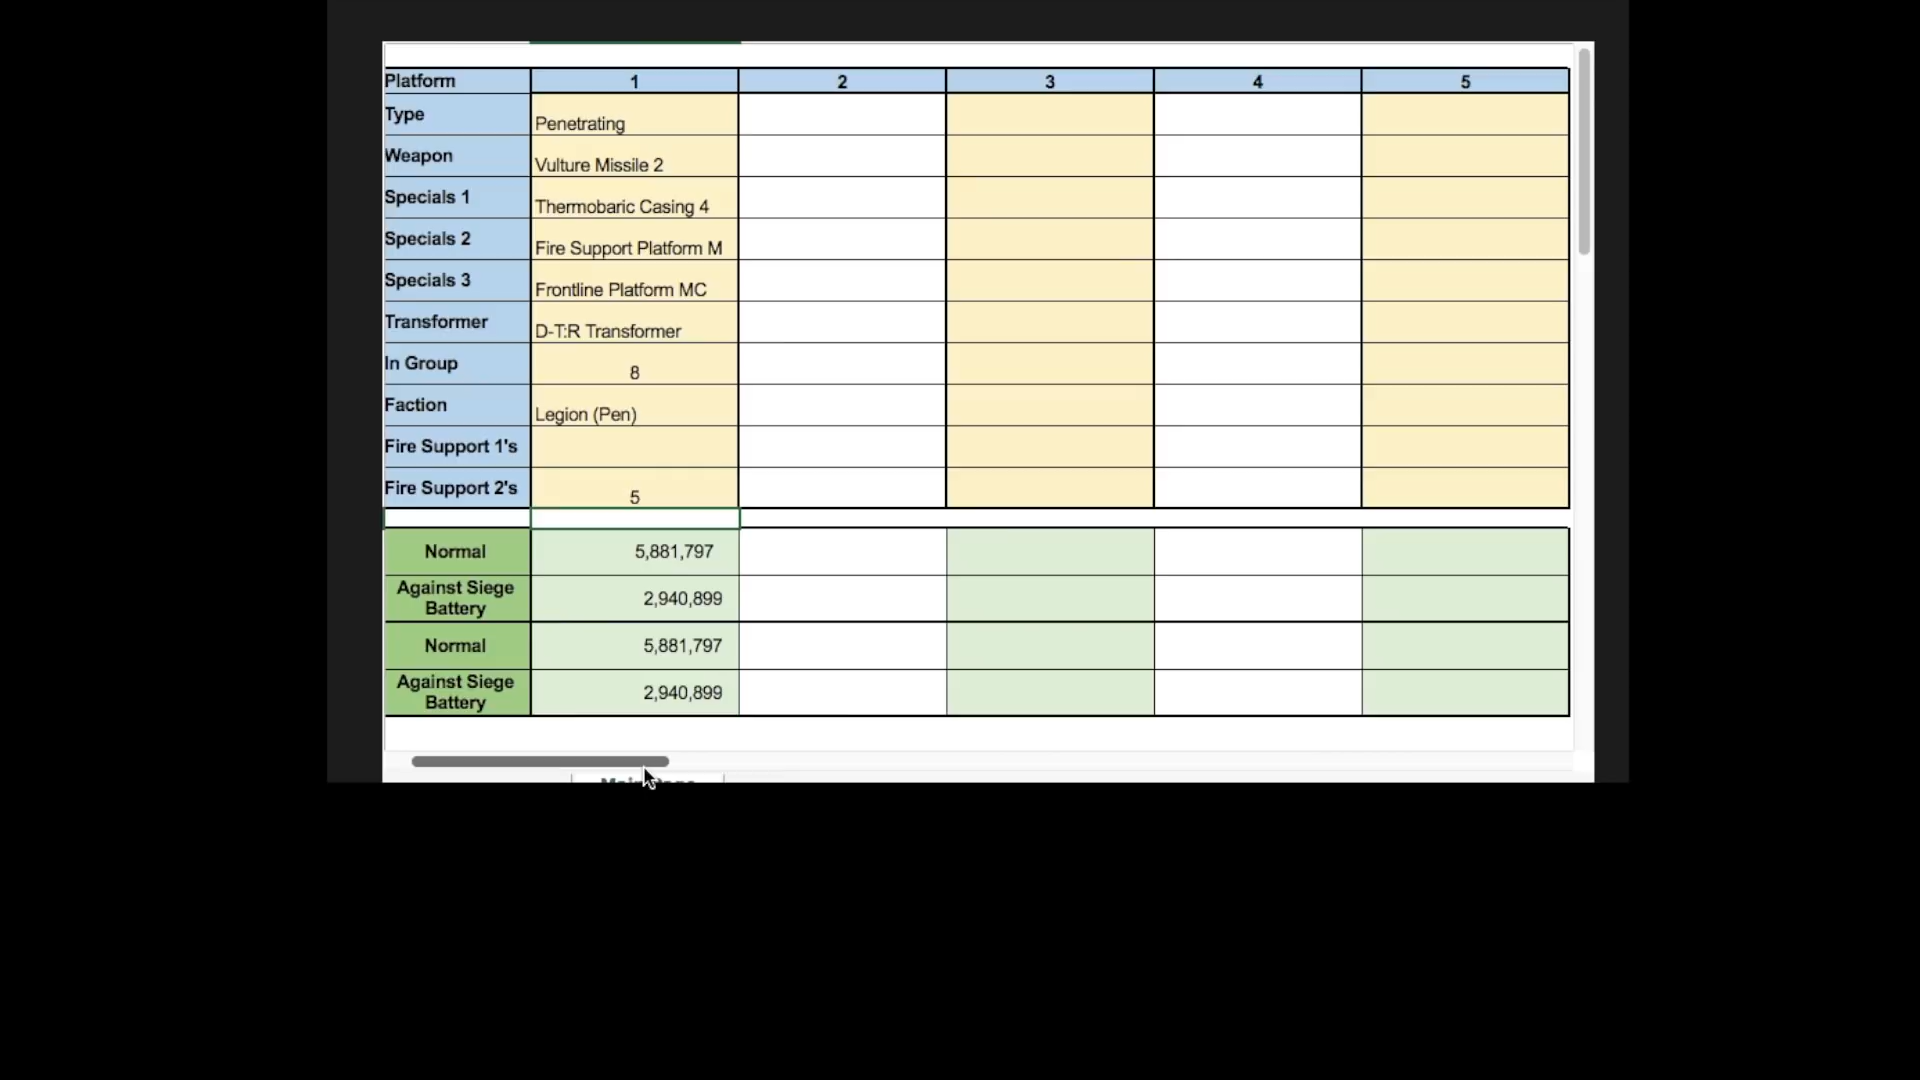 Platform 1 2 3 4 5
Type Penetrating
Weapon Vulture Missile 2
Specials 1 Thermobaric Casing 4
Specials 2 Fire Support Platform M
Specials 3 Frontline Platform MC
Transformer D-T:R Transformer
In Group 8
Faction Legion (Pen)
Fire Support 1's
Fire Support 2's 5
Normal 5,881,797
Against Siege
Battery 2,940,899
Normal 5,881,797
Against Siege
Battery 2,940,899